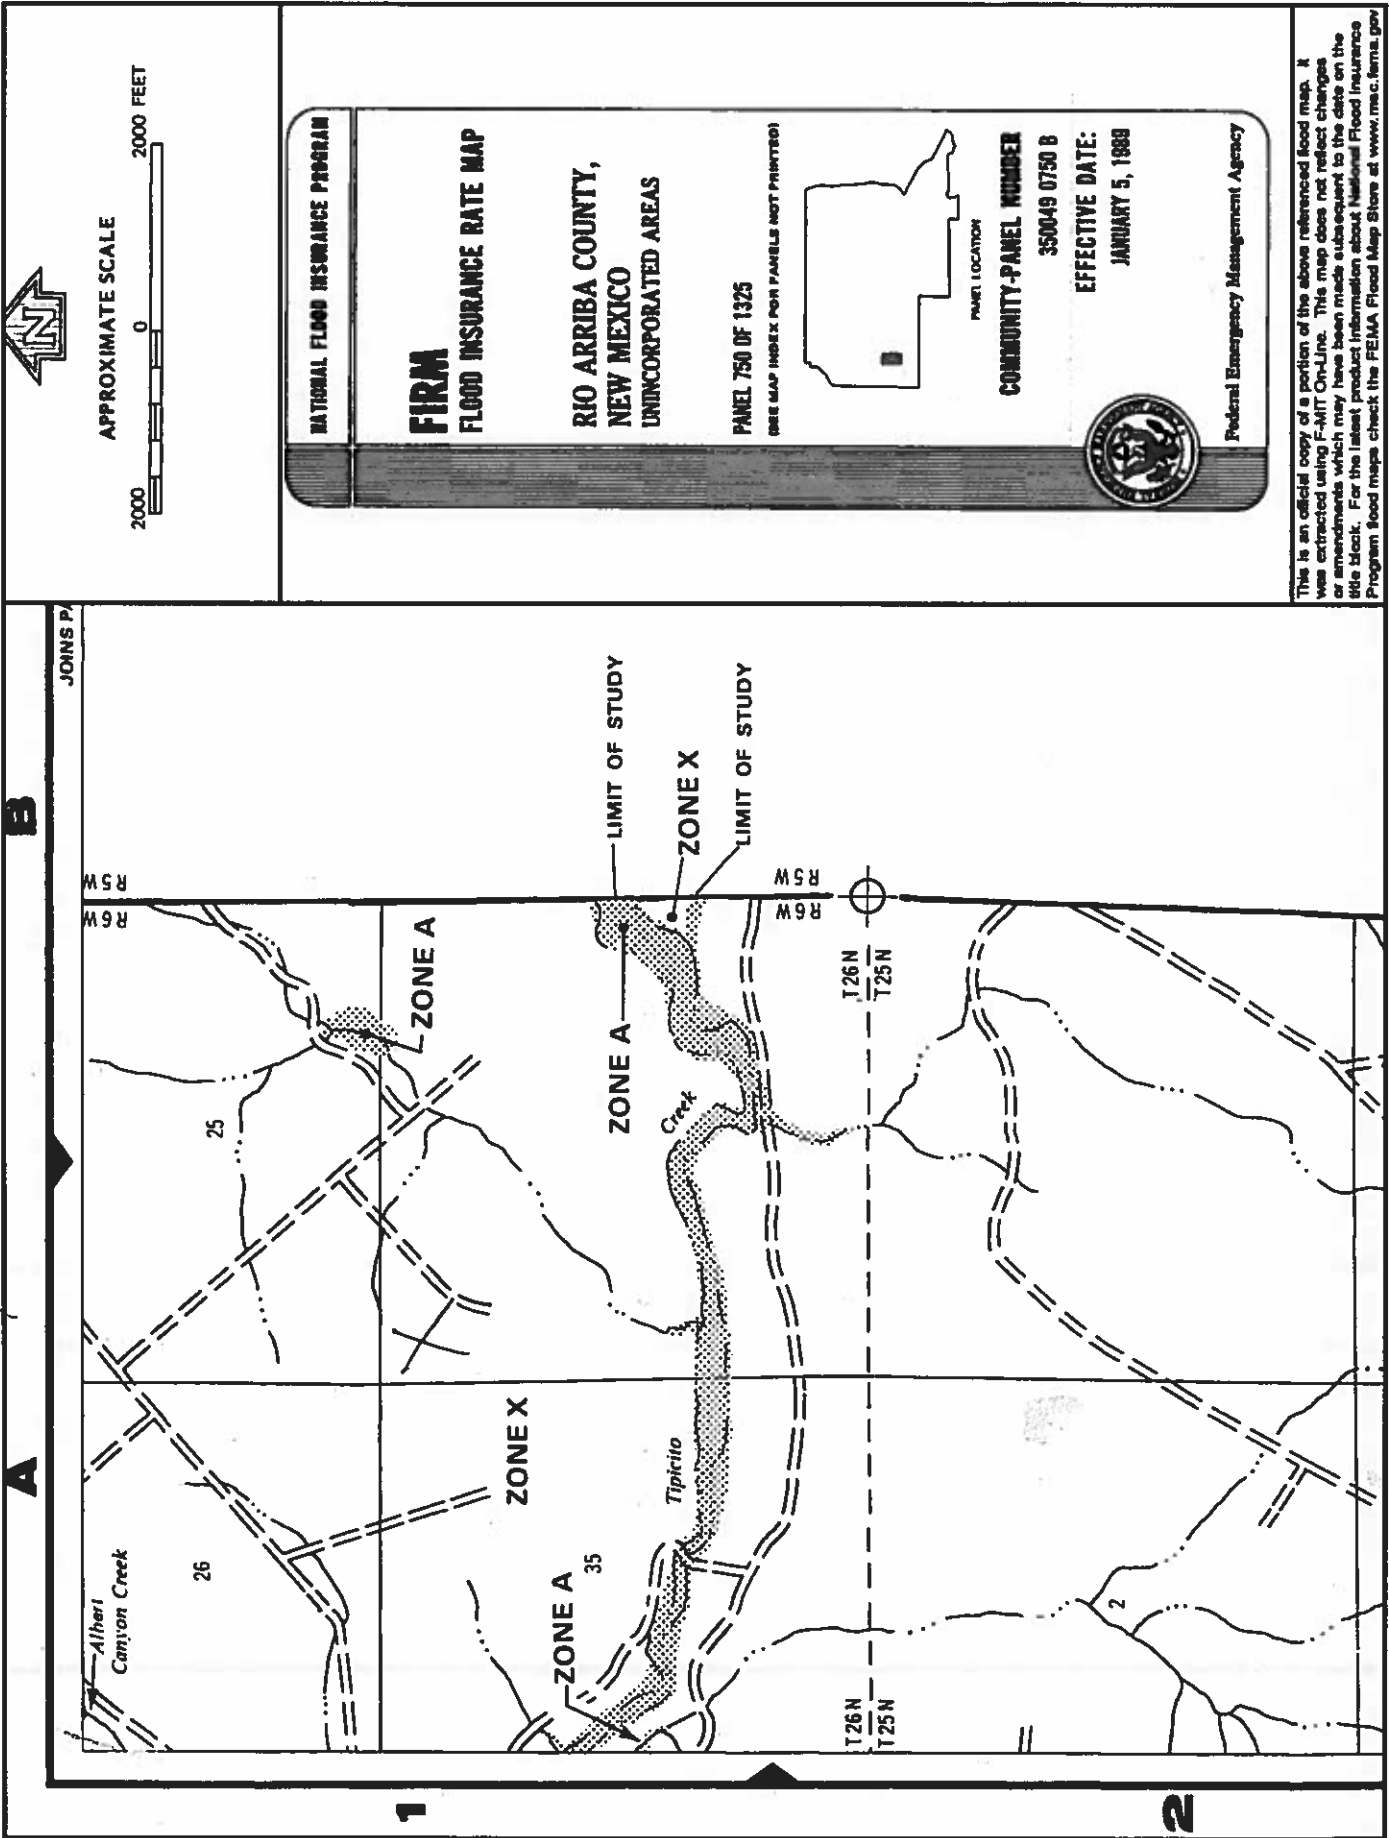 A
B
1
2
JOINS
Albert
Canyon Creek
26
25
R6W
R5W
ZONE A
ZONE X
ZONE A
35
Tipicito
Creek
ZONE A
LIMIT OF STUDY
ZONE X
LIMIT OF STUDY
R6W
R5W
T26N
T25N
T26N
T25N
2
N
APPROXIMATE SCALE
2000 0 2000 FEET
NATIONAL FLOOD INSURANCE PROGRAM
FIRM
FLOOD INSURANCE RATE MAP
RIO ARRIBA COUNTY,
NEW MEXICO
UNINCORPORATED AREAS
PANEL 750 OF 1325
(SEE MAP INDEX FOR PANELS NOT PRINTED)
PANEL LOCATION
COMMUNITY-PANEL NUMBER
350049 0750 B
EFFECTIVE DATE:
JANUARY 5, 1989
Federal Emergency Management Agency
This is an official copy of a portion of the above referenced flood map. It
was extracted using F-MIT On-Line. This map does not reflect changes
or amendments which may have been made subsequent to the date on the
title block. For the latest product information about National Flood Insurance
Program flood maps check the FEMA Flood Map Store at www.msc.fema.gov